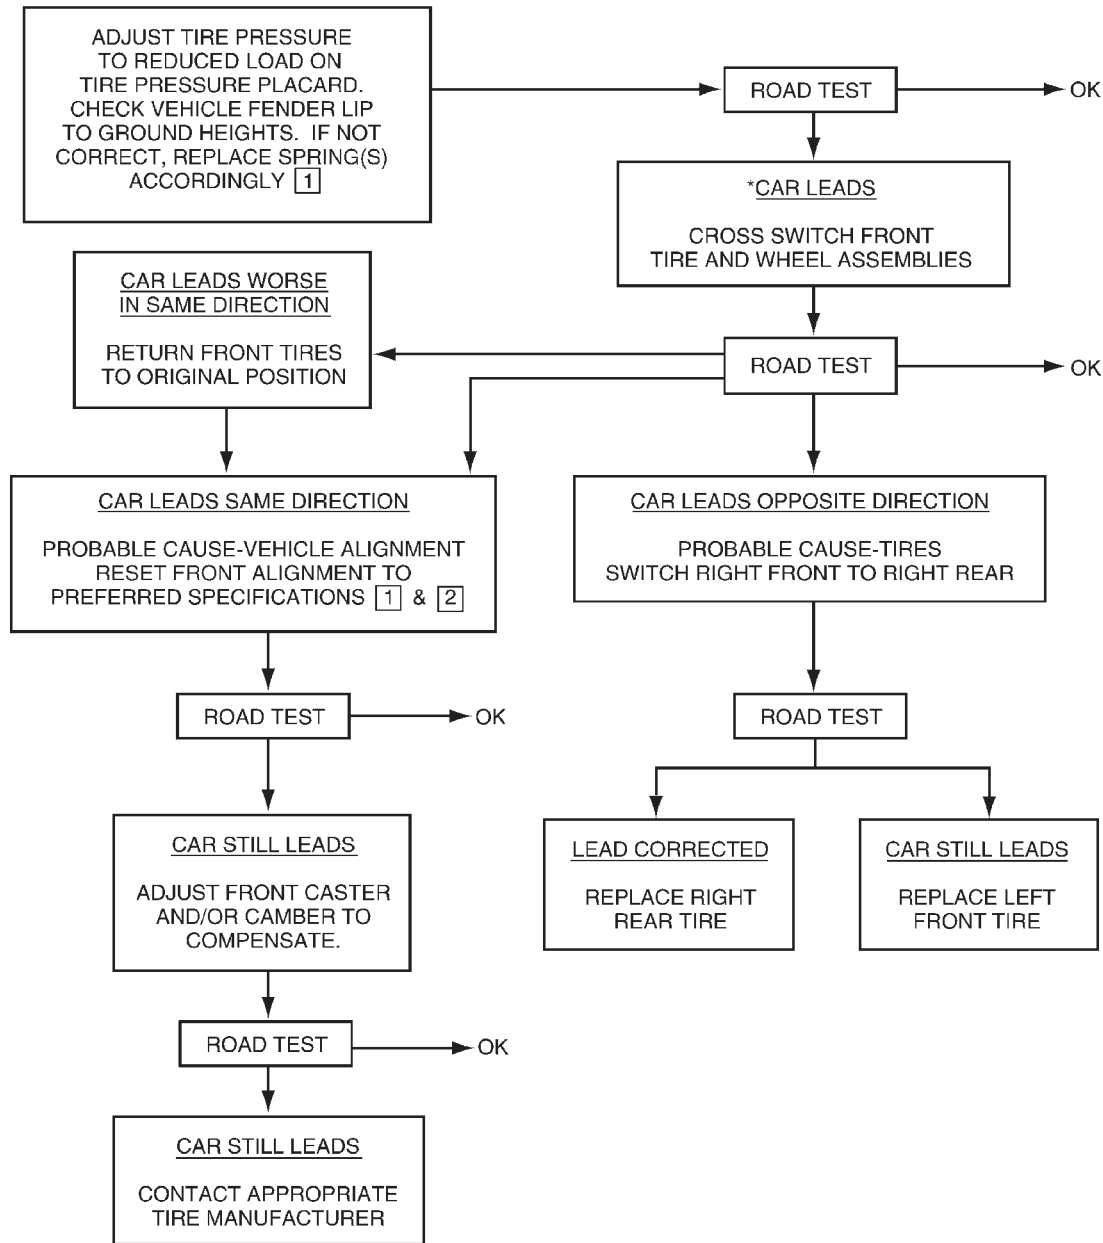 ADJUST TIRE PRESSURE
TO REDUCED LOAD ON
TIRE PRESSURE PLACARD.
CHECK VEHICLE FENDER LIP
TO GROUND HEIGHTS. IF NOT
CORRECT, REPLACE SPRING(S)
ACCORDINGLY 1
ROAD TEST
OK
*CAR LEADS
CROSS SWITCH FRONT
TIRE AND WHEEL ASSEMBLIES
CAR LEADS WORSE
IN SAME DIRECTION
RETURN FRONT TIRES
TO ORIGINAL POSITION
ROAD TEST
OK
CAR LEADS SAME DIRECTION
PROBABLE CAUSE-VEHICLE ALIGNMENT
RESET FRONT ALIGNMENT TO
PREFERRED SPECIFICATIONS 1 & 2
CAR LEADS OPPOSITE DIRECTION
PROBABLE CAUSE-TIRES
SWITCH RIGHT FRONT TO RIGHT REAR
ROAD TEST
OK
ROAD TEST
CAR STILL LEADS
ADJUST FRONT CASTER
AND/OR CAMBER TO
COMPENSATE.
LEAD CORRECTED
REPLACE RIGHT
REAR TIRE
CAR STILL LEADS
REPLACE LEFT
FRONT TIRE
ROAD TEST
OK
CAR STILL LEADS
CONTACT APPROPRIATE
TIRE MANUFACTURER